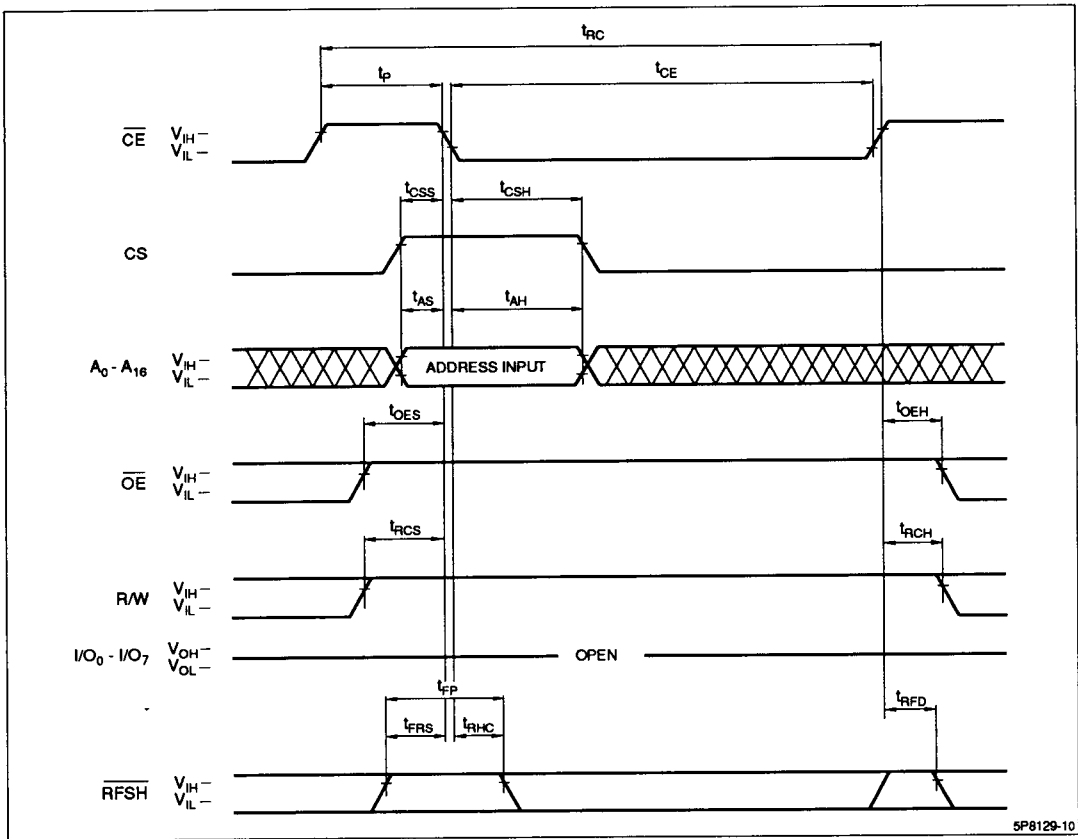 tRC
tP tCE
CE VIH –
VIL –
tCSS tCSH
CS
tAS tAH
A0 - A16 VIH –
VIL –
ADDRESS INPUT
tOES tOEH
OE VIH –
VIL –
tRCS tRCH
R/W VIH –
VIL –
I/O0 - I/O7 VOH –
VOL –
OPEN
tFP
tFRS tRHC tRFD
RFSH VIH –
VIL –
5P8129-10